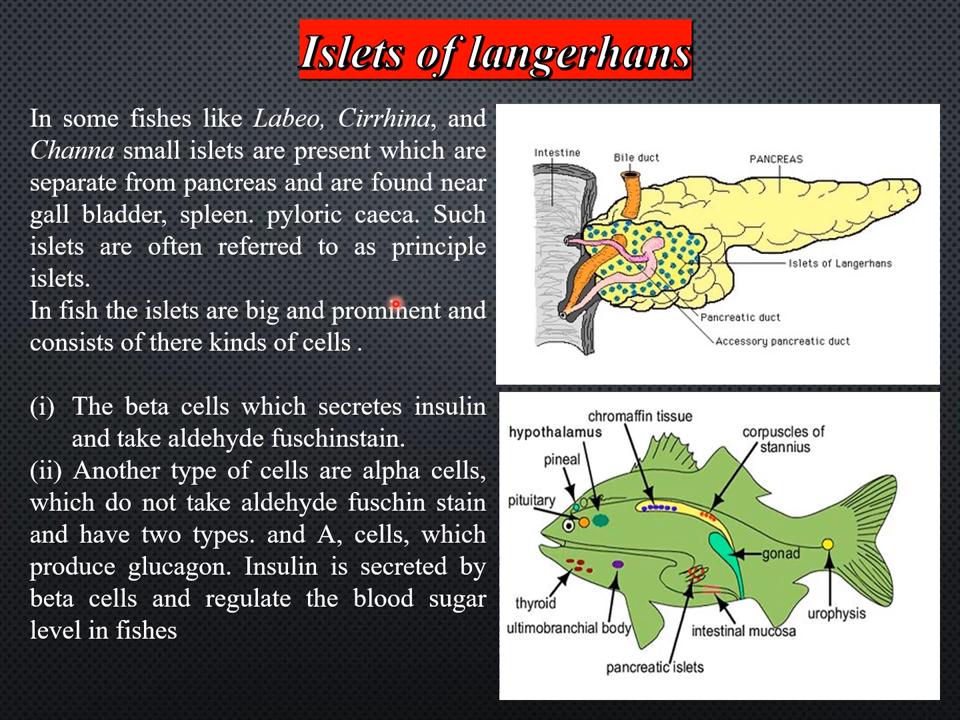 Islets of langerhans
In some fishes like Labeo, Cirrhina, and
Channa small islets are present which are
separate from pancreas and are found near
gall bladder, spleen. pyloric caeca. Such
islets are often referred to as principle
islets.
In fish the islets are big and prominent and
consists of there kinds of cells .
(i) The beta cells which secretes insulin
and take aldehyde fuschinstain.
(ii) Another type of cells are alpha cells,
which do not take aldehyde fuschin stain
and have two types. and A, cells, which
produce glucagon. Insulin is secreted by
beta cells and regulate the blood sugar
level in fishes
Intestine
Bile duct
PANCREAS
Islets of Langerhans
Pancreatic duct
Accessory pancreatic duct
chromaffin tissue
hypothalamus
corpuscles of
stannius
pineal
pituitary
gonad
thyroid
urophysis
ultimobranchial body
intestinal mucosa
pancreatic islets